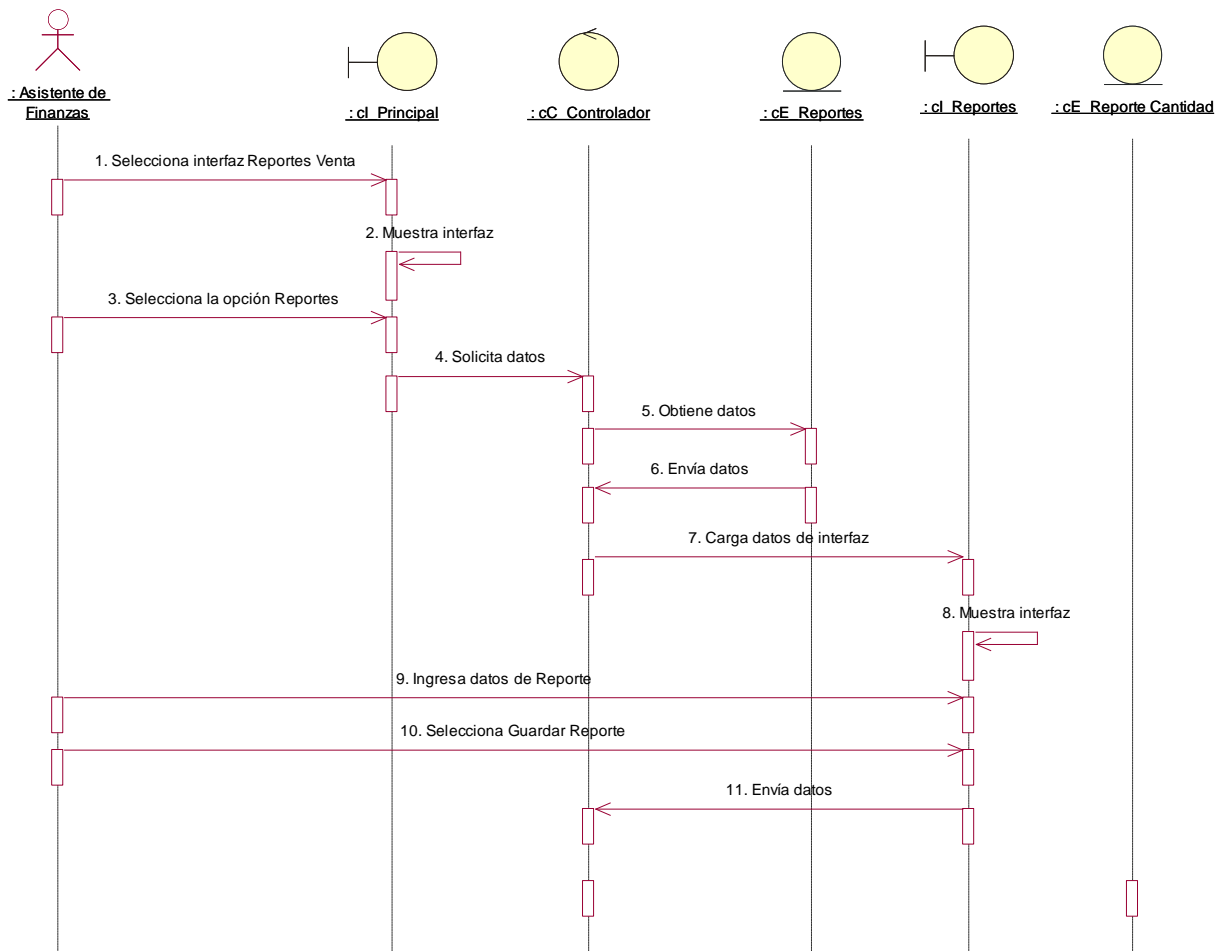 : Asistente de
Finanzas
: cI_Principal
: cC_Controlador
: cE_Reportes
: cI_Reportes
: cE_Reporte Cantidad
1. Selecciona interfaz Reportes Venta
2. Muestra interfaz
3. Selecciona la opción Reportes
4. Solicita datos
5. Obtiene datos
6. Envía datos
7. Carga datos de interfaz
8. Muestra interfaz
9. Ingresa datos de Reporte
10. Selecciona Guardar Reporte
11. Envía datos